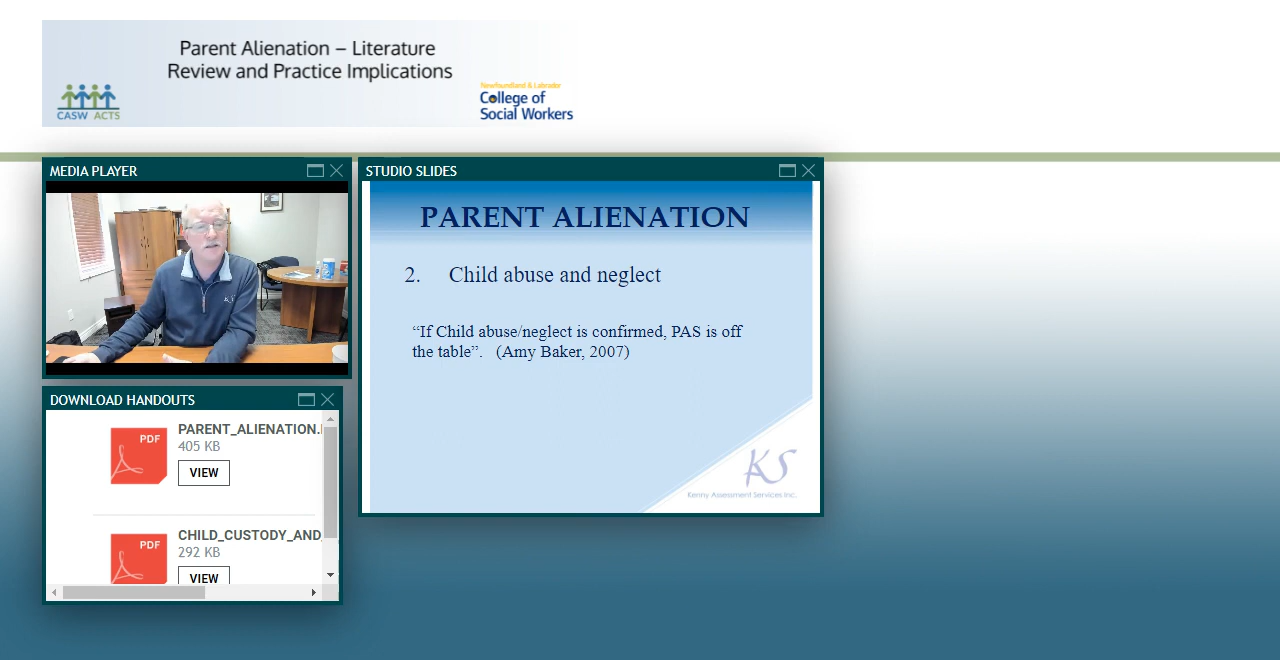 Parent Alienation – Literature
Review and Practice Implications
CASW ACTS
Newfoundland & Labrador
College of
Social Workers
MEDIA PLAYER
STUDIO SLIDES
PARENT ALIENATION
2. Child abuse and neglect
“If Child abuse/neglect is confirmed, PAS is off
the table”. (Amy Baker, 2007)
KS
Kenny Assessment Services Inc.
DOWNLOAD HANDOUTS
PDF
PARENT_ALIENATION.
405 KB
VIEW
PDF
CHILD_CUSTODY_AND
292 KB
VIEW